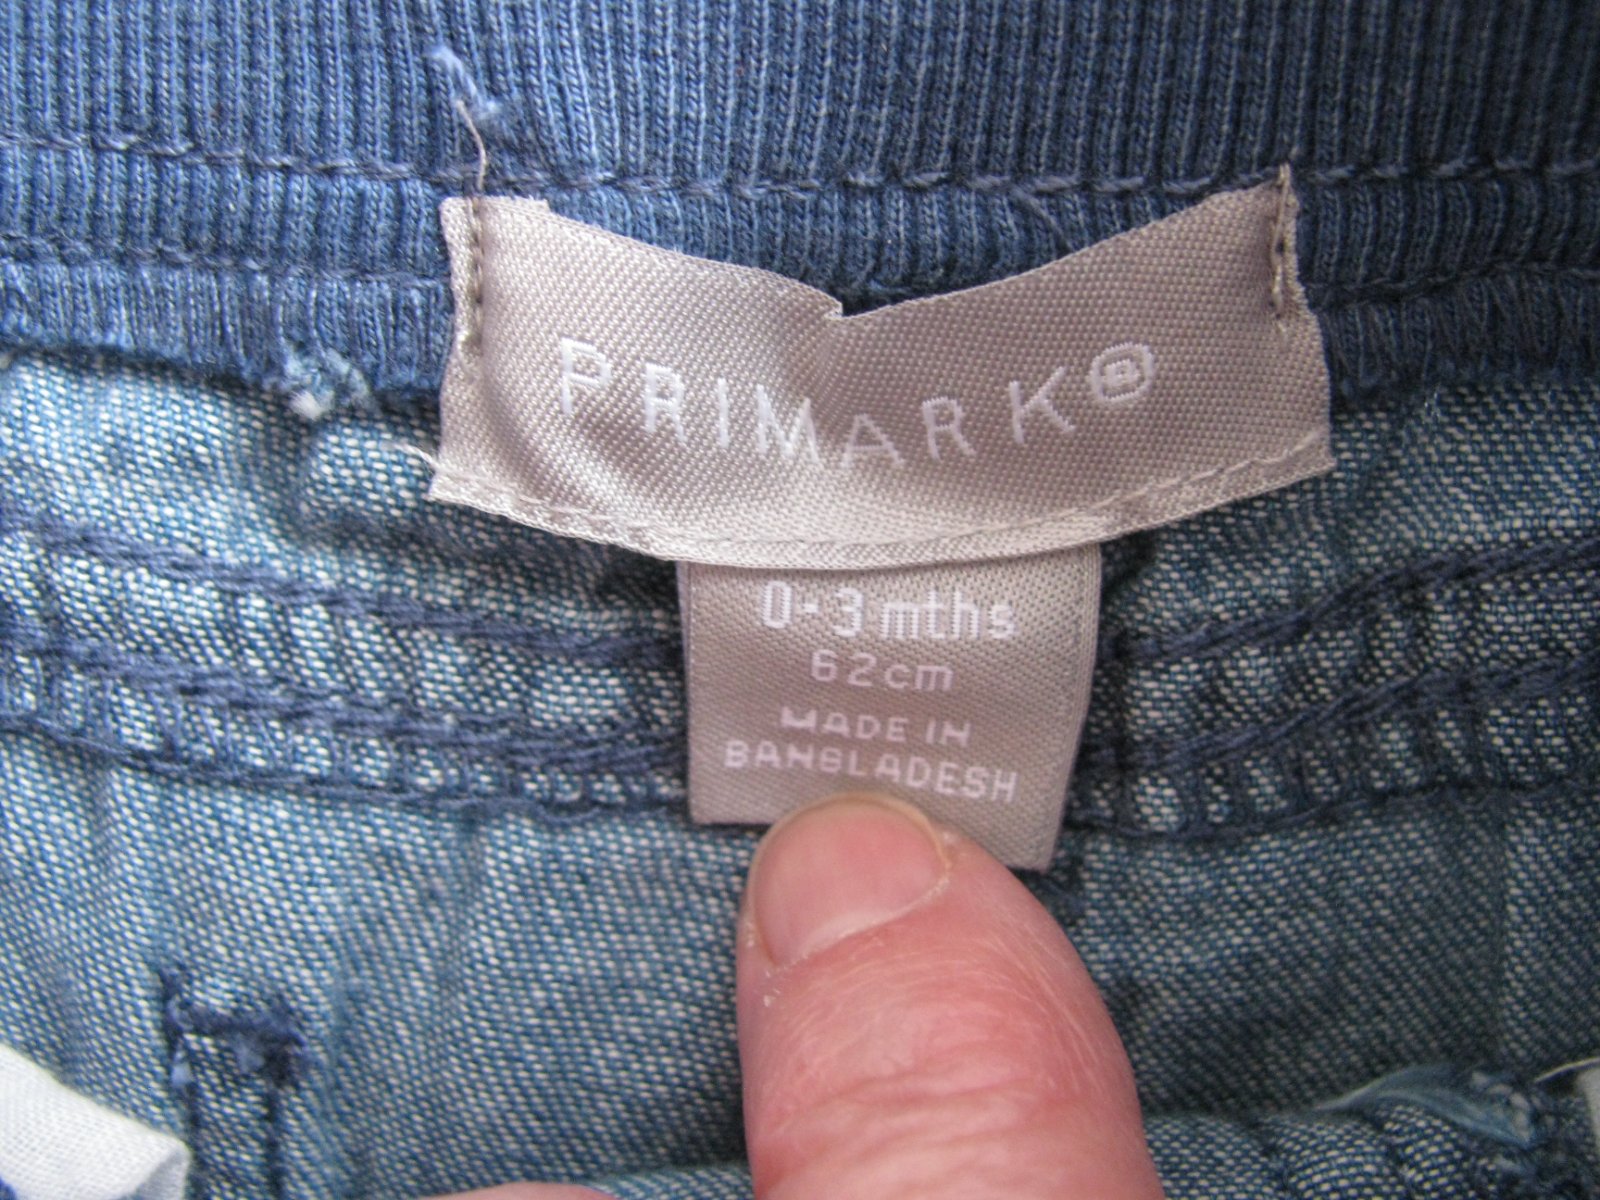 PRIMARK®
0-3 mths
62cm
MADE IN
BANGLADESH